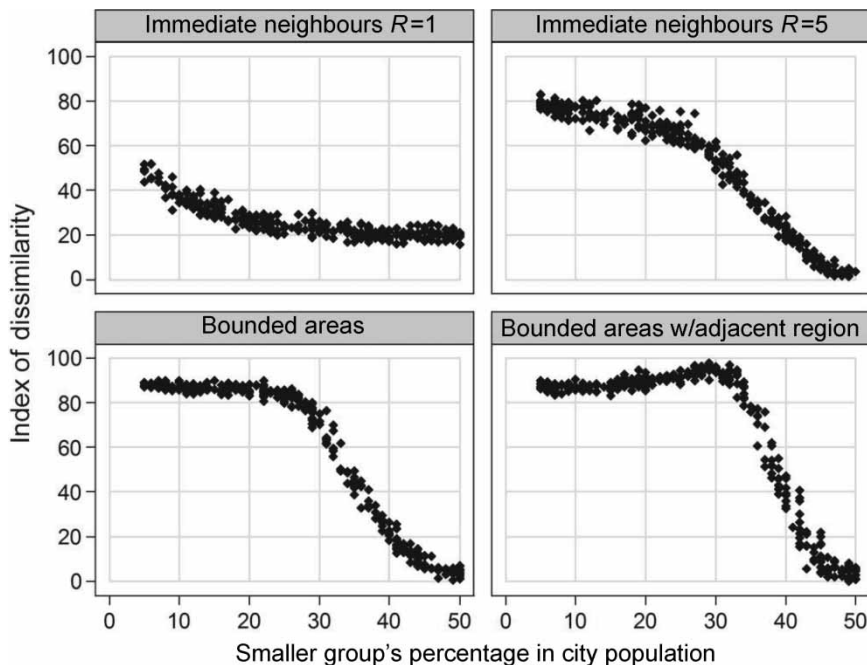 Immediate neighbours R=1
Immediate neighbours R=5
100
80
60
40
20
0
Bounded areas
Bounded areas w/adjacent region
100
80
60
40
20
0
Index of dissimilarity
0 10 20 30 40 50 0 10 20 30 40 50
Smaller group's percentage in city population